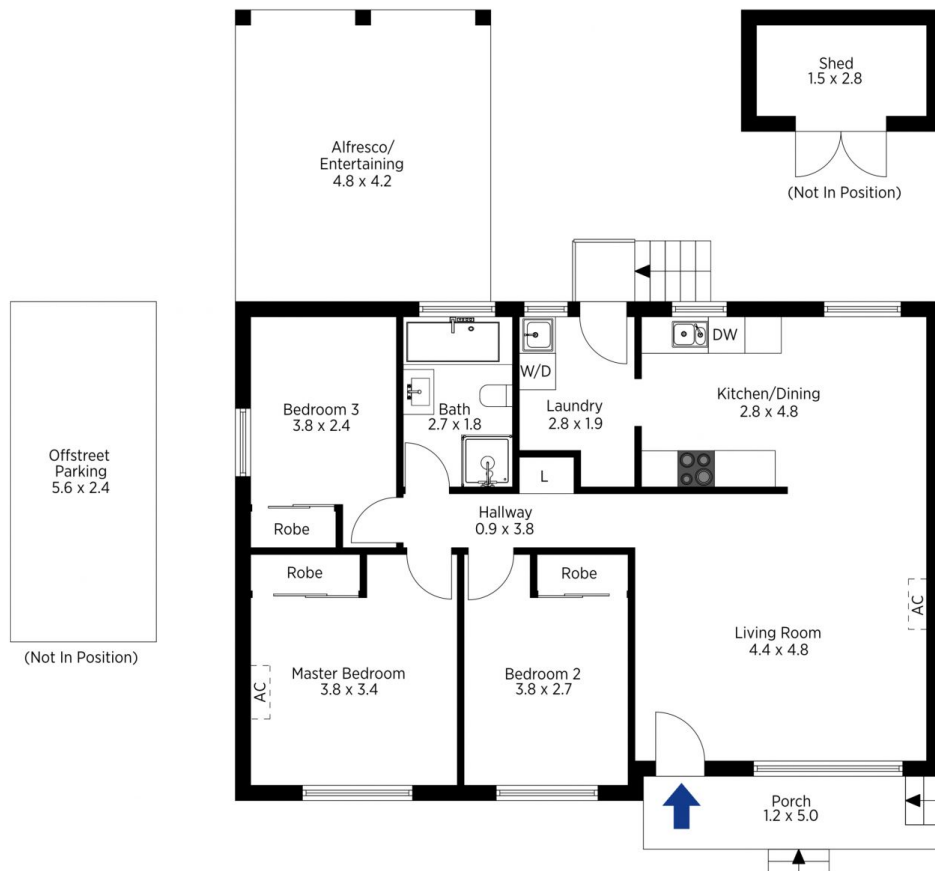 Shed
1.5 x 2.8
(Not In Position)
Alfresco/
Entertaining
4.8 x 4.2
Offstreet
Parking
5.6 x 2.4
(Not In Position)
Bedroom 3
3.8 x 2.4
Robe
Bath
2.7 x 1.8
W/D
Laundry
2.8 x 1.9
L
DW
Kitchen/Dining
2.8 x 4.8
Hallway
0.9 x 3.8
Robe
Master Bedroom
3.8 x 3.4
AC
Robe
Bedroom 2
3.8 x 2.7
Living Room
4.4 x 4.8
AC
Porch
1.2 x 5.0